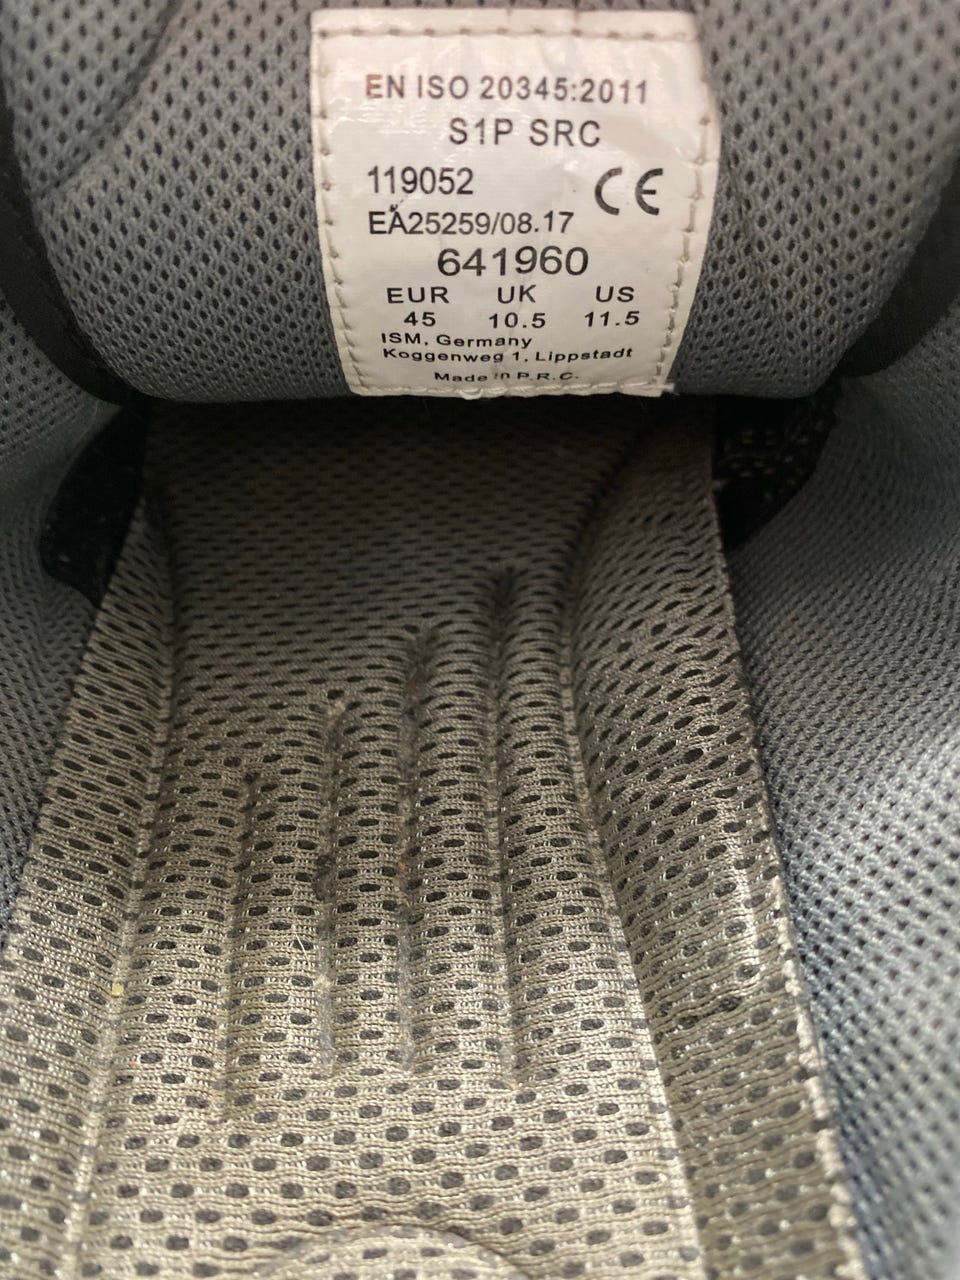 EN ISO 20345:2011
S1P SRC
119052
CE
EA25259/08.17
641960
EUR UK US
45 10.5 11.5
ISM, Germany
Koggenweg 1, Lippstadt
Made in P.R.C.